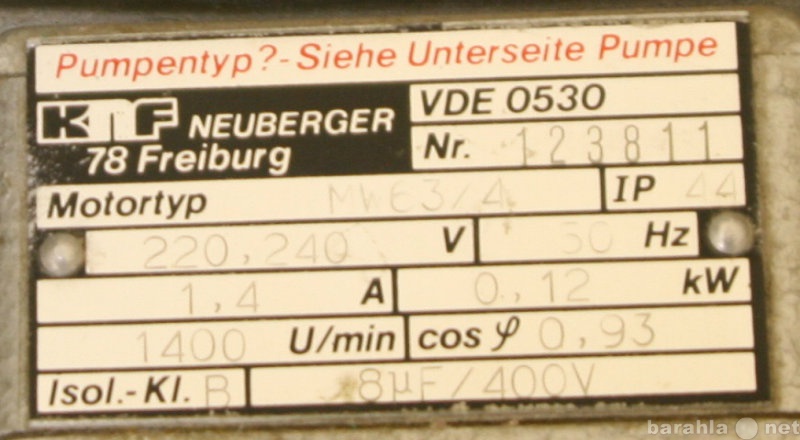 Pumpentyp?-Siehe Unterseite Pumpe
KNF NEUBERGER
78 Freiburg
VDE 0530
Nr. 123811
Motortyp MW63/4 IP 44
220,240 V 50 Hz
1,4 A 0,12 kW
1400 U/min cos φ 0,93
Isol.-Kl. B 8µF/400V
barahla net